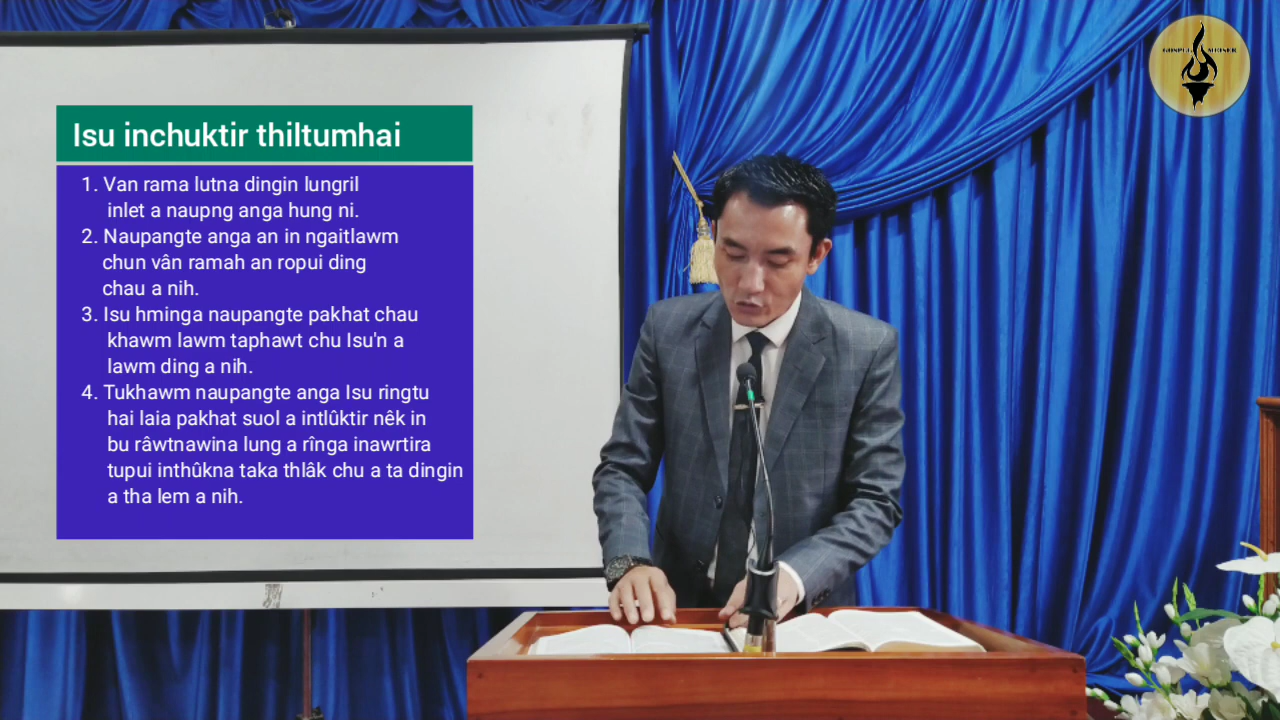 Isu inchuktir thiltumhai
1. Van rama lutna dingin lungril
inlet a naupng anga hung ni.
2. Naupangte anga an in ngaitlawm
chun vân ramah an ropui ding
chau a nih.
3. Isu hminga naupangte pakhat chau
khawm lawm taphawt chu Isu'n a
lawm ding a nih.
4. Tukhawm naupangte anga Isu ringtu
hai laia pakhat suol a intlûktir nêk in
bu râwtnawina lung a rînga inawrtira
tupui inthûkna taka thlâk chu a ta dingin
a tha lem a nih.